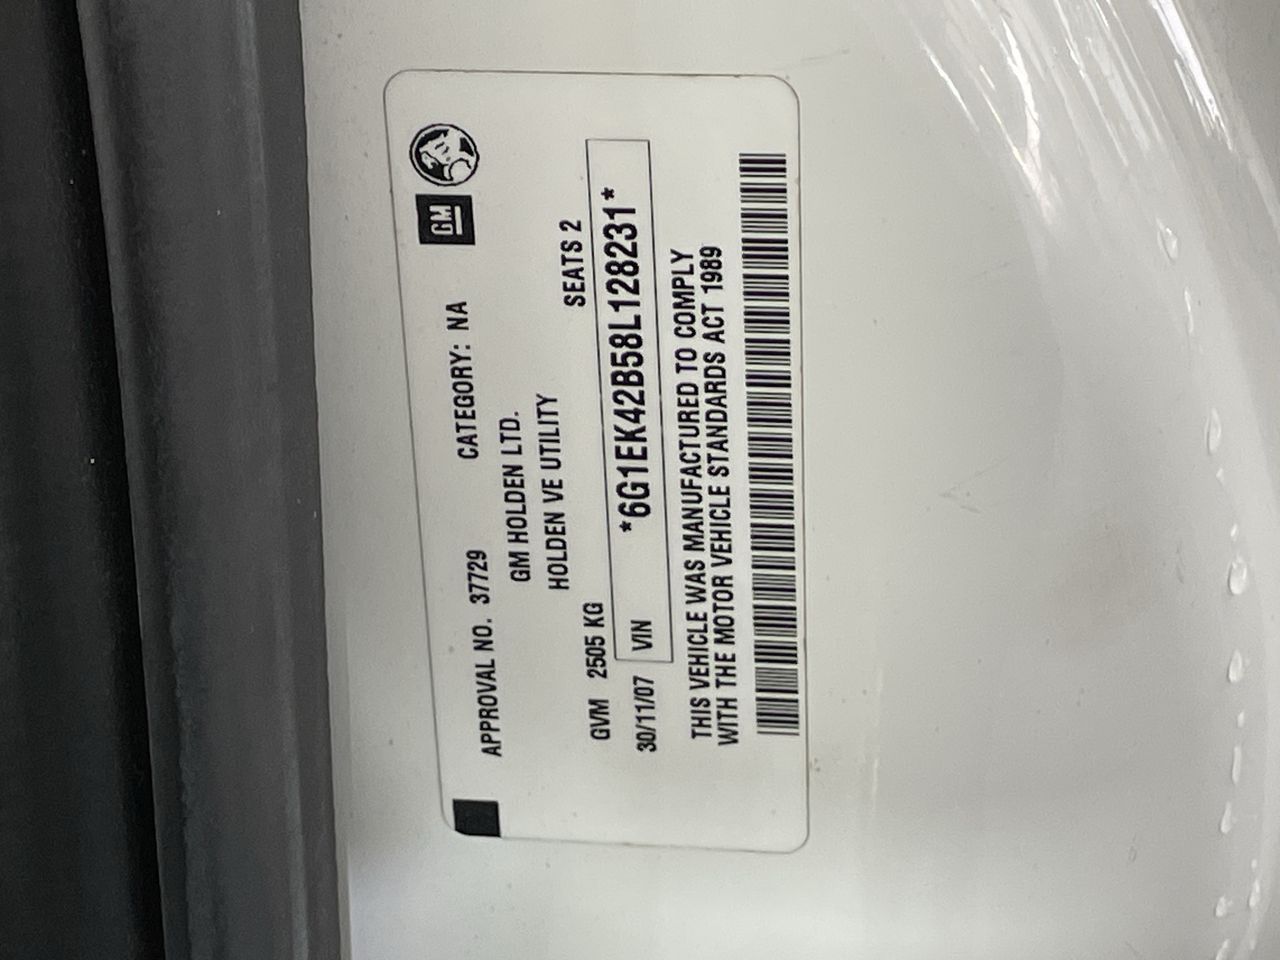 GM
APPROVAL NO. 37729 CATEGORY: NA
GM HOLDEN LTD.
HOLDEN VE UTILITY
GVM 2505 KG SEATS 2
30/11/07 VIN *6G1EK42B58L128231*
THIS VEHICLE WAS MANUFACTURED TO COMPLY
WITH THE MOTOR VEHICLE STANDARDS ACT 1989